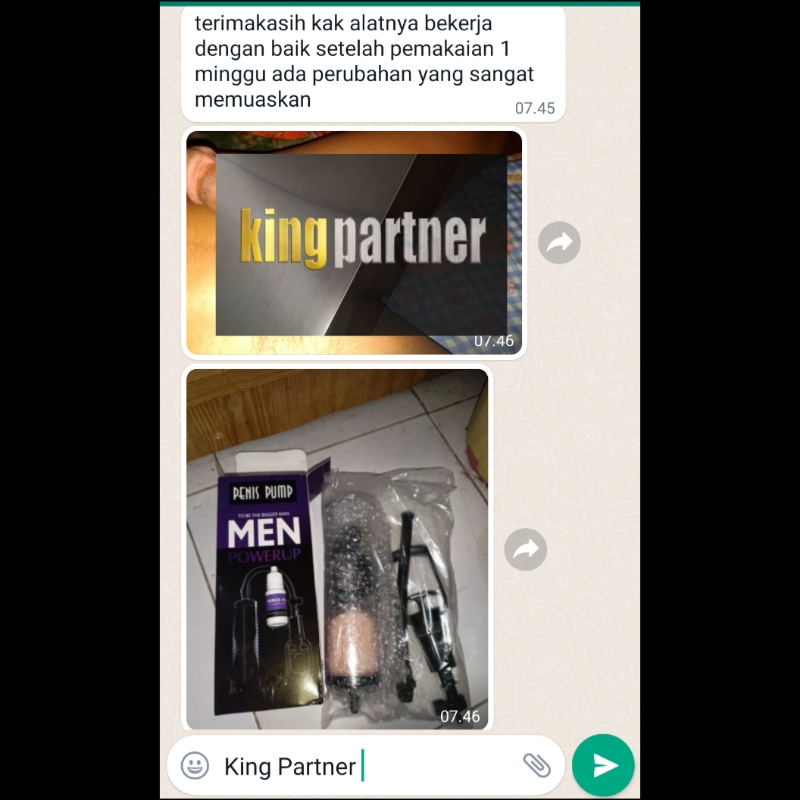 terimakasih kak alatnya bekerja
dengan baik setelah pemakaian 1
minggu ada perubahan yang sangat
memuaskan
07.45
king partner
07.46
PENIS PUMP
TO BE THE BIGGER MAN
MEN
POWERUP
07.46
King Partner